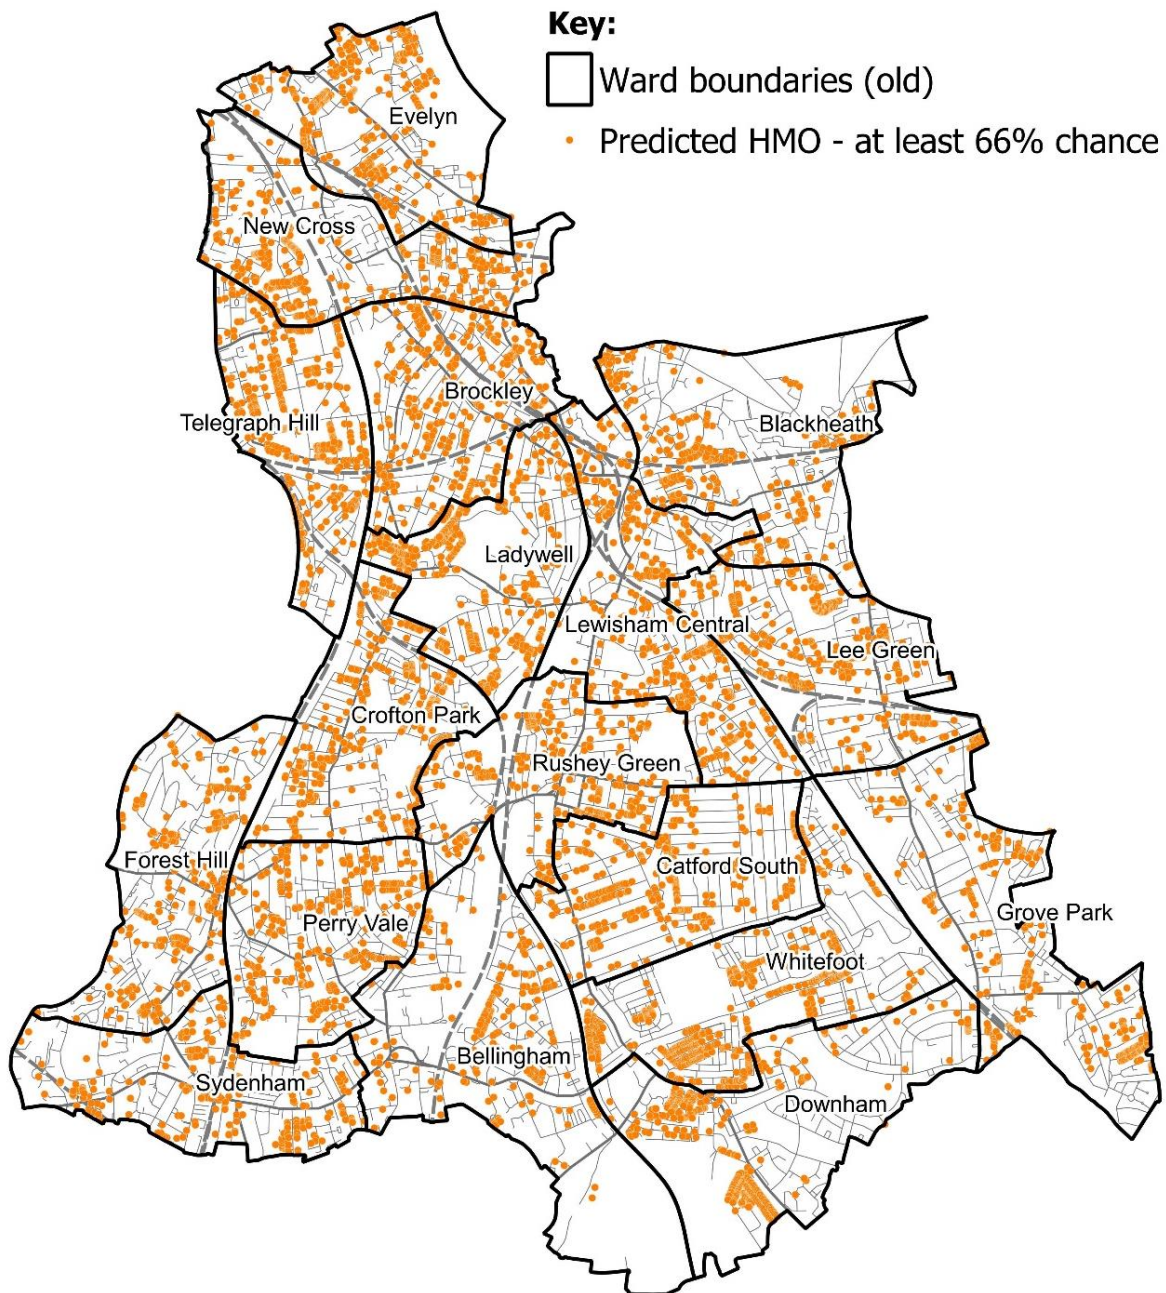 Key:
Ward boundaries (old)
Predicted HMO - at least 66% chance
Evelyn
New Cross
Brockley
Telegraph Hill
Blackheath
Ladywell
Lewisham Central
Lee Green
Crofton Park
Rushey Green
Forest Hill
Catford South
Perry Vale
Grove Park
Whitefoot
Bellingham
Sydenham
Downham